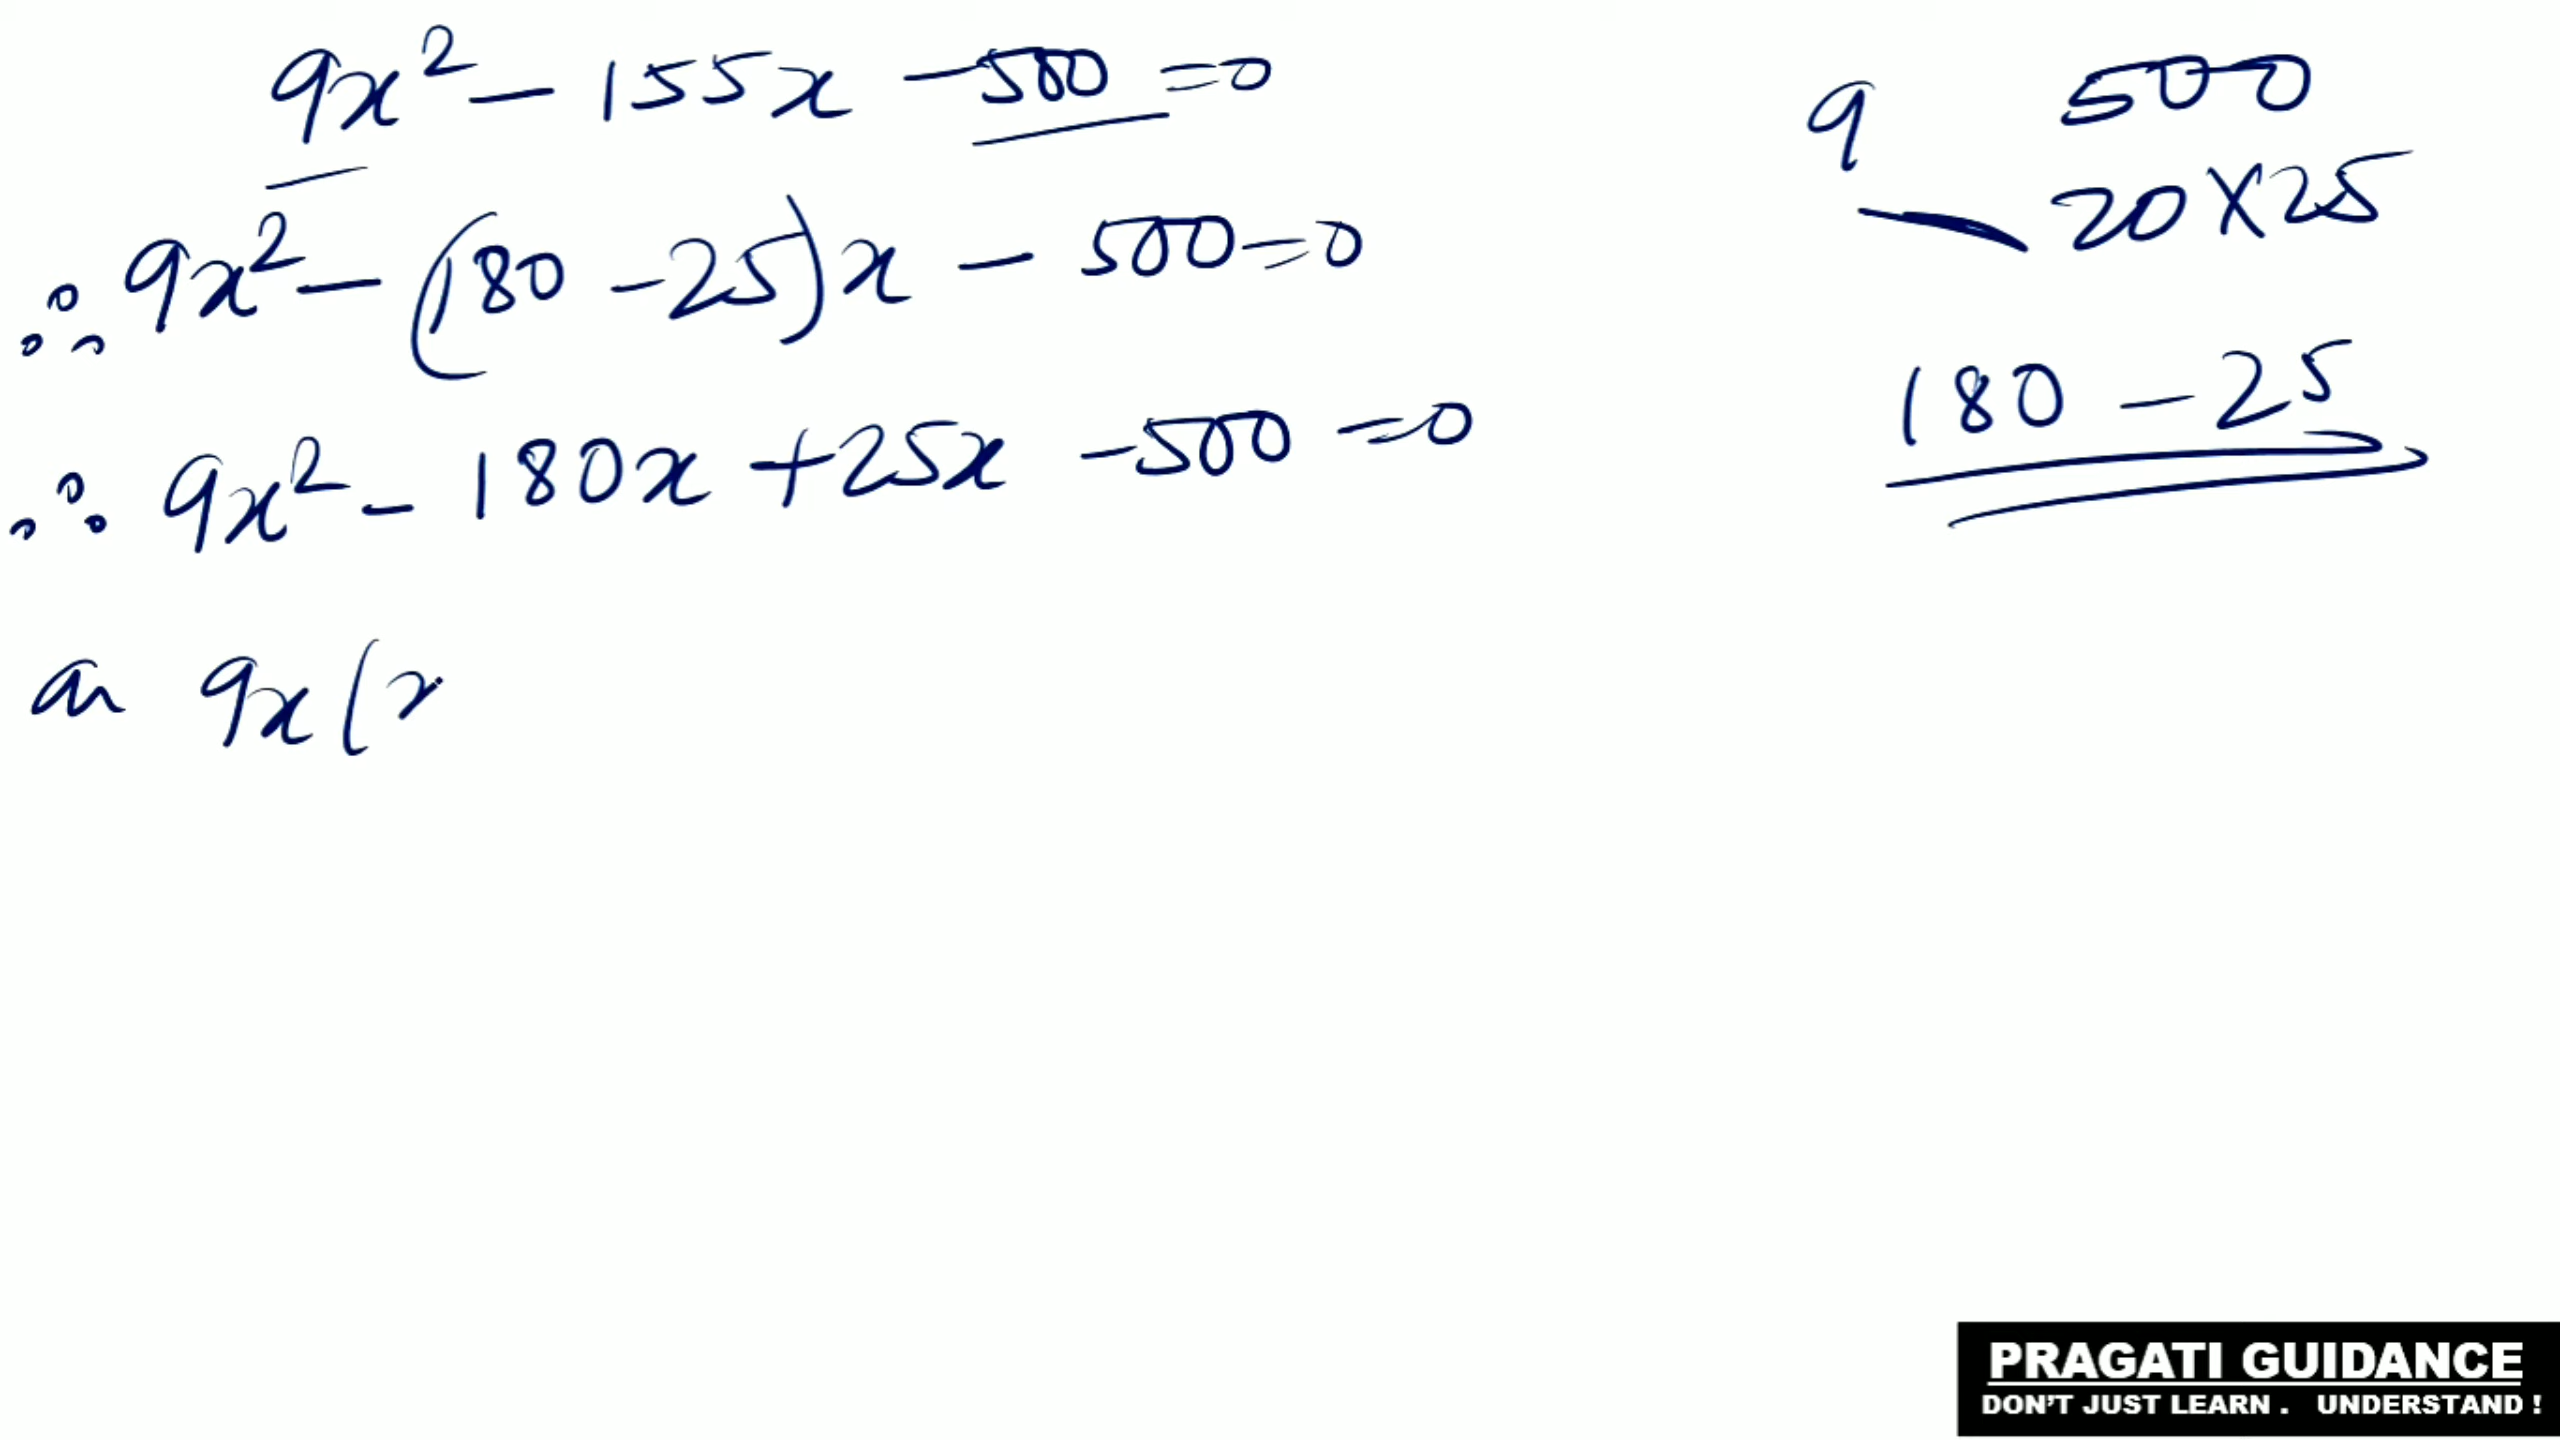 9x² - 155x - 500 = 0
∴ 9x² - (180 - 25)x - 500 = 0
∴ 9x² - 180x + 25x - 500 = 0
9x(x
9 500
20 × 25
180 - 25
PRAGATI GUIDANCE
DON'T JUST LEARN . UNDERSTAND !